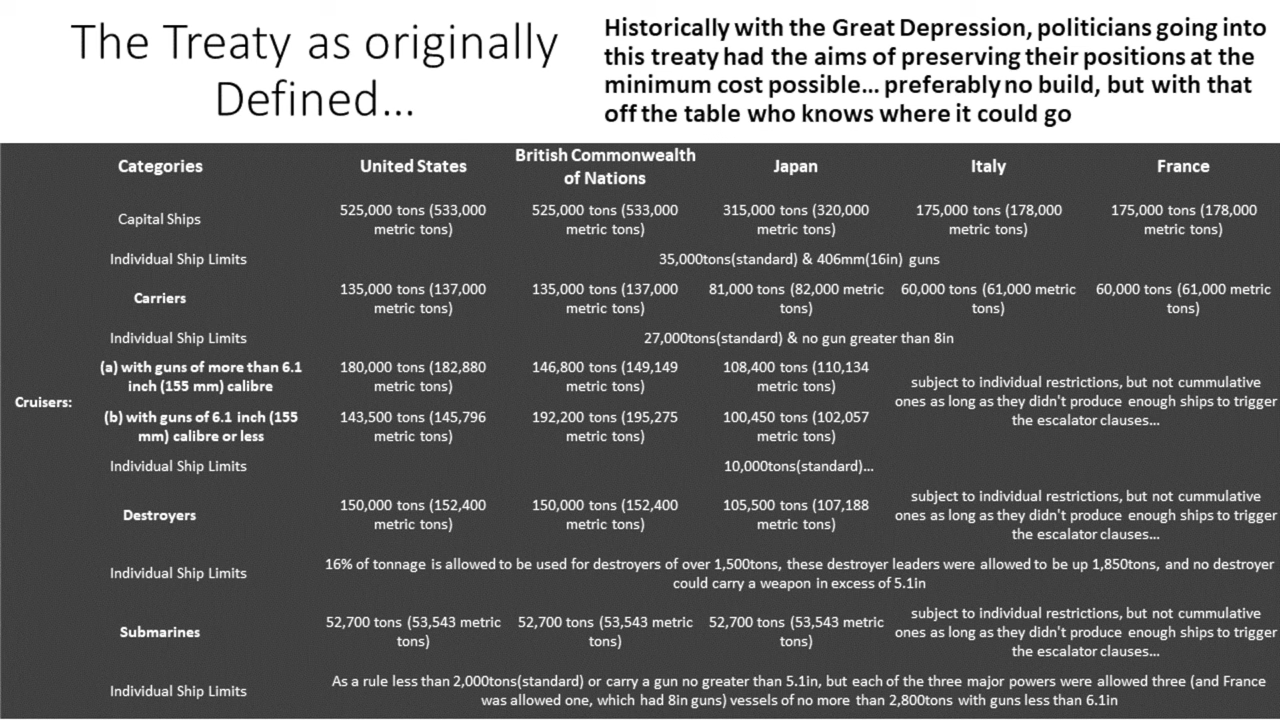 The Treaty as originally
Defined...
Historically with the Great Depression, politicians going into
this treaty had the aims of preserving their positions at the
minimum cost possible... preferably no build, but with that
off the table who knows where it could go
Categories
United States
British Commonwealth
of Nations
Japan
Italy
France
Capital Ships
525,000 tons (533,000
metric tons)
525,000 tons (533,000
metric tons)
315,000 tons (320,000
metric tons)
175,000 tons (178,000
metric tons)
175,000 tons (178,000
metric tons)
Individual Ship Limits
35,000tons(standard) & 406mm(16in) guns
Carriers
135,000 tons (137,000
metric tons)
135,000 tons (137,000
metric tons)
81,000 tons (82,000 metric
tons)
60,000 tons (61,000 metric
tons)
60,000 tons (61,000 metric
tons)
Individual Ship Limits
27,000tons(standard) & no gun greater than 8in
Cruisers:
(a) with guns of more than 6.1
inch (155 mm) calibre
180,000 tons (182,880
metric tons)
146,800 tons (149,149
metric tons)
108,400 tons (110,134
metric tons)
subject to individual restrictions, but not cummulative
ones as long as they didn't produce enough ships to trigger
the escalator clauses...
(b) with guns of 6.1 inch (155
mm) calibre or less
143,500 tons (145,796
metric tons)
192,200 tons (195,275
metric tons)
100,450 tons (102,057
metric tons)
Individual Ship Limits
10,000tons(standard)...
Destroyers
150,000 tons (152,400
metric tons)
150,000 tons (152,400
metric tons)
105,500 tons (107,188
metric tons)
subject to individual restrictions, but not cummulative
ones as long as they didn't produce enough ships to trigger
the escalator clauses...
Individual Ship Limits
16% of tonnage is allowed to be used for destroyers of over 1,500tons, these destroyer leaders were allowed to be up 1,850tons, and no destroyer
could carry a weapon in excess of 5.1in
Submarines
52,700 tons (53,543 metric
tons)
52,700 tons (53,543 metric
tons)
52,700 tons (53,543 metric
tons)
subject to individual restrictions, but not cummulative
ones as long as they didn't produce enough ships to trigger
the escalator clauses...
Individual Ship Limits
As a rule less than 2,000tons(standard) or carry a gun no greater than 5.1in, but each of the three major powers were allowed three (and France
was allowed one, which had 8in guns) vessels of no more than 2,800tons with guns less than 6.1in